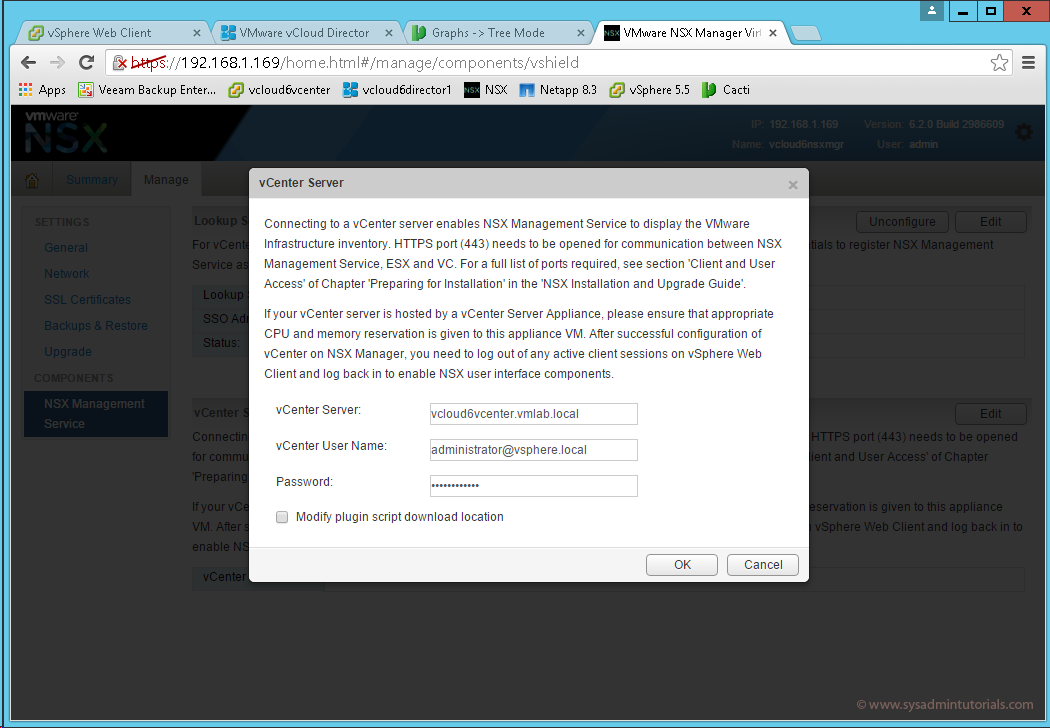 vSphere Web Client
VMware vCloud Director
Graphs -> Tree Mode
VMware NSX Manager Virt
https://192.168.1.169/home.html#/manage/components/vshield
Apps
Veeam Backup Enter...
vcloud6vcenter
vcloud6director1
NSX
NSX
Netapp 8.3
vSphere 5.5
Cacti
vmware
NSX
IP: 192.168.1.169
Version: 6.2.0 Build 2986609
Name: vcloud6nsxmgr
User: admin
Summary
Manage
SETTINGS
General
Network
SSL Certificates
Backups & Restore
Upgrade
COMPONENTS
NSX Management
Service
Lookup S
Unconfigure
Edit
For vCente
tials to register NSX Management
Service as
Lookup
SSO Adm
Status:
vCenter S
Edit
Connecting
HTTPS port (443) needs to be opened
for commu
lient and User Access' of Chapter
'Preparing
If your vCe
eservation is given to this appliance
VM. After s
vSphere Web Client and log back in to
enable NS
vCenter
vCenter Server
Connecting to a vCenter server enables NSX Management Service to display the VMware
Infrastructure inventory. HTTPS port (443) needs to be opened for communication between NSX
Management Service, ESX and VC. For a full list of ports required, see section 'Client and User
Access' of Chapter 'Preparing for Installation' in the 'NSX Installation and Upgrade Guide'.
If your vCenter server is hosted by a vCenter Server Appliance, please ensure that appropriate
CPU and memory reservation is given to this appliance VM. After successful configuration of
vCenter on NSX Manager, you need to log out of any active client sessions on vSphere Web
Client and log back in to enable NSX user interface components.
vCenter Server:
vcloud6vcenter.vmlab.local
vCenter User Name:
administrator@vsphere.local
Password:
••••••••••••
Modify plugin script download location
OK
Cancel
© www.sysadmintutorials.com